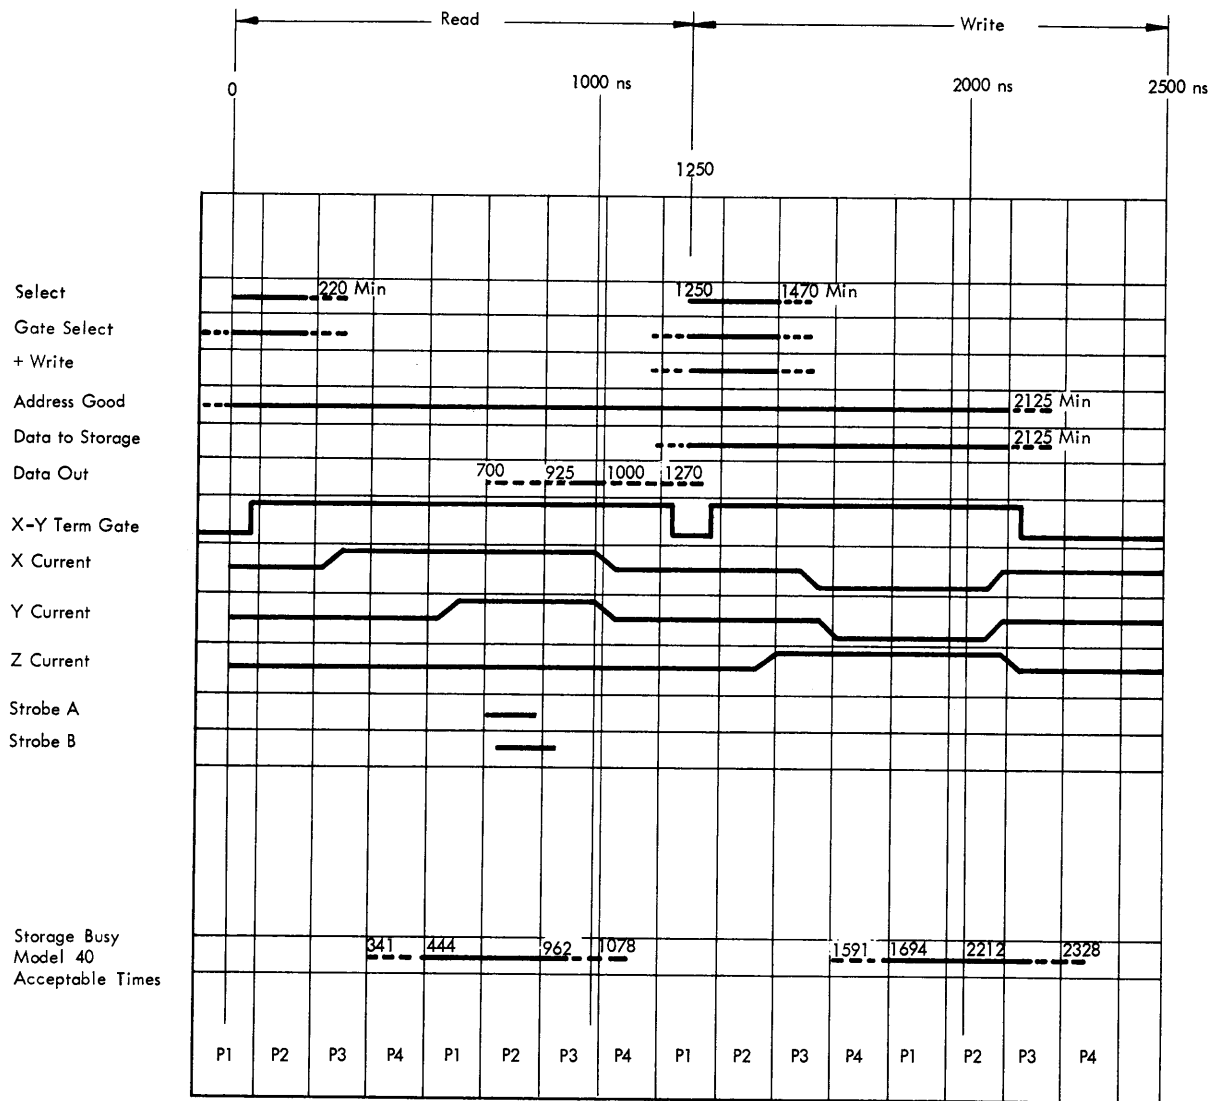 Read Write
0 1000 ns 2000 ns 2500 ns
1250
Select 220 Min 1250 1470 Min
Gate Select
+ Write
Address Good 2125 Min
Data to Storage 2125 Min
Data Out 700 925 1000 1270
X-Y Term Gate
X Current
Y Current
Z Current
Strobe A
Strobe B
Storage Busy
Model 40
Acceptable Times
341 444 962 1078 1591 1694 2212 2328
P1 P2 P3 P4 P1 P2 P3 P4 P1 P2 P3 P4 P1 P2 P3 P4